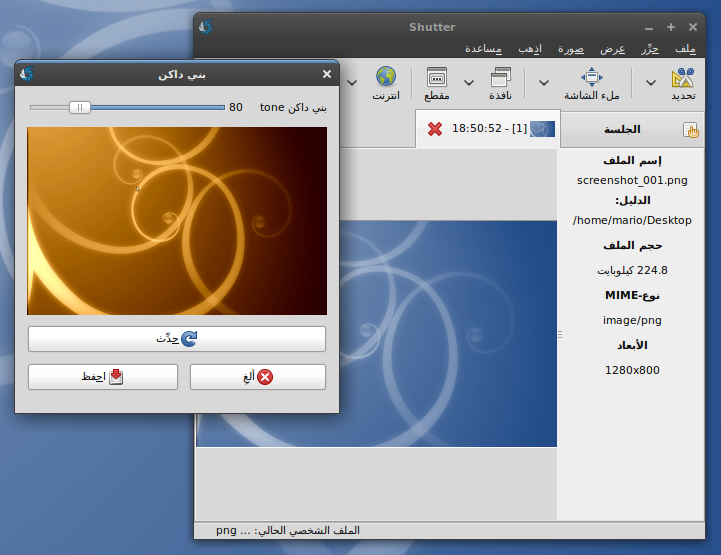 Shutter
ملف حرِّر عرض صورة اذهب مساعدة
تحديد ملء الشاشة نافذة مقطع انترنت
الجلسة
[1] - 18:50:52
إسم الملف
screenshot_001.png
الدليل:
/home/mario/Desktop
حجم الملف
224.8 كيلوبايت
نوع-MIME
image/png
الأبعاد
1280x800
الملف الشخصي الحالي: ... png
بني داكن
بني داكن tone 80
حدِّث
ألغِ
احفظ